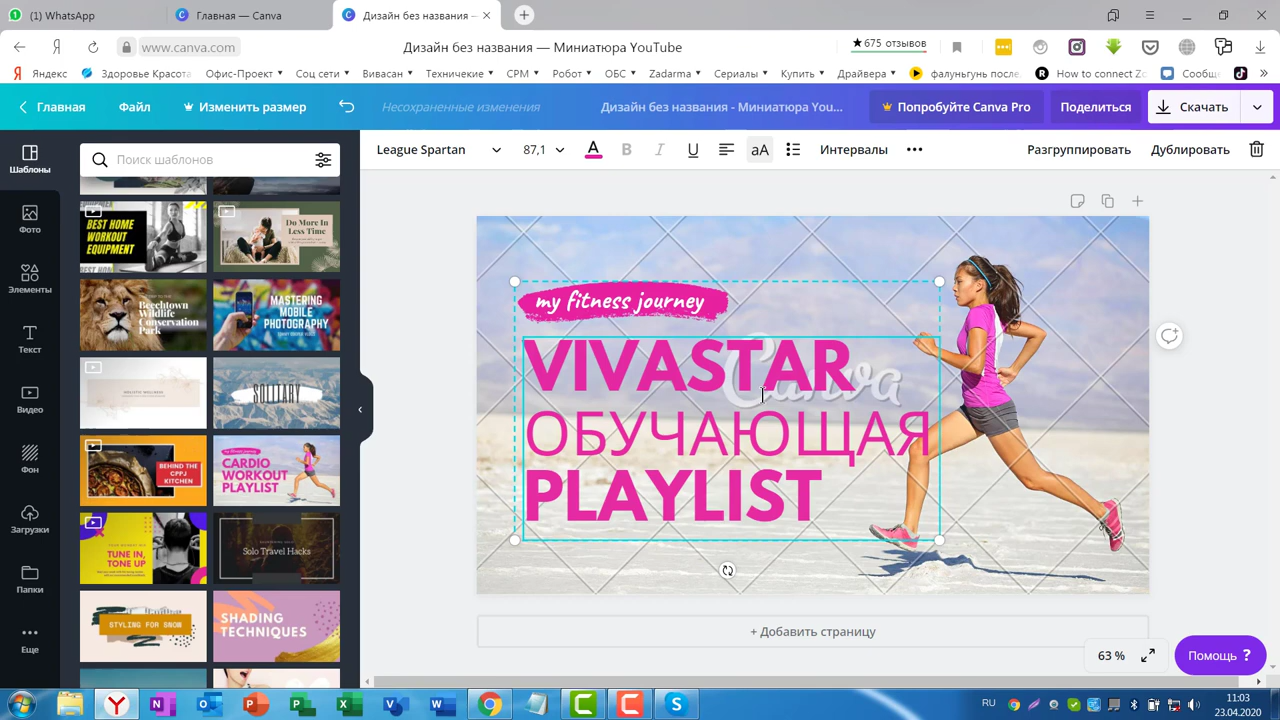 (1) WhatsApp
Главная — Canva
Дизайн без названия —
www.canva.com
Дизайн без названия — Миниатюра YouTube
★675 отзывов
Яндекс
Здоровье Красота
Офис-Проект
Соц сети
Вивасан
Техничекие
СРМ
Робот
ОБС
Zadarma
Сериалы
Купить
Драйвера
фалуньгунь после
How to connect Zo
Сообщ
Главная
Файл
Изменить размер
Несохраненные изменения
Дизайн без названия - Миниатюра You...
Попробуйте Canva Pro
Поделиться
Скачать
Шаблоны
Фото
Элементы
Текст
Видео
Фон
Загрузки
Папки
Еще
Поиск шаблонов
BEST HOME
WORKOUT
EQUIPMENT
Do More In
Less Time
Beechtown
Wildlife
Conservation
Park
MASTERING
MOBILE
PHOTOGRAPHY
SOLITARY
BEHIND THE
CPPJ
KITCHEN
my fitness journey
CARDIO
WORKOUT
PLAYLIST
TUNE IN,
TONE UP
Solo Travel Hacks
STYLING FOR SNOW
SHADING
TECHNIQUES
League Spartan
87,1
A
B
I
U
aA
Интервалы
Разгруппировать
Дублировать
my fitness journey
VIVASTAR
ОБУЧАЮЩАЯ
PLAYLIST
Canva
+ Добавить страницу
63 %
Помощь ?
RU
11:03
23.04.2020